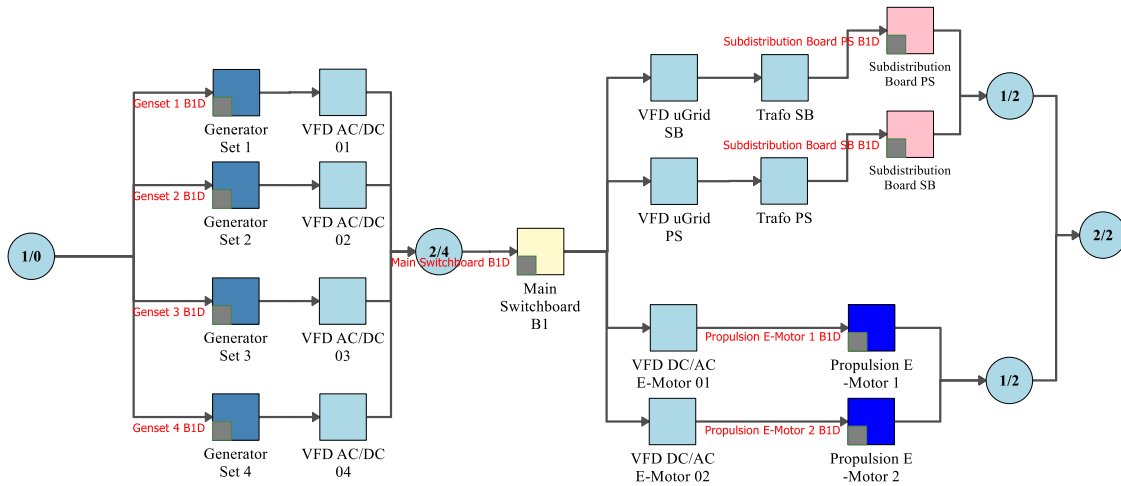 1/0
Genset 1 B1D
Generator
Set 1
VFD AC/DC
01
Genset 2 B1D
Generator
Set 2
VFD AC/DC
02
Genset 3 B1D
Generator
Set 3
VFD AC/DC
03
Genset 4 B1D
Generator
Set 4
VFD AC/DC
04
2/4
Main Switchboard B1D
Main
Switchboard
B1
VFD uGrid
SB
Trafo SB
Subdistribution Board PS B1D
Subdistribution
Board PS
VFD uGrid
PS
Trafo PS
Subdistribution Board SB B1D
Subdistribution
Board SB
1/2
VFD DC/AC
E-Motor 01
Propulsion E-Motor 1 B1D
Propulsion E
-Motor 1
VFD DC/AC
E-Motor 02
Propulsion E-Motor 2 B1D
Propulsion E
-Motor 2
1/2
2/2